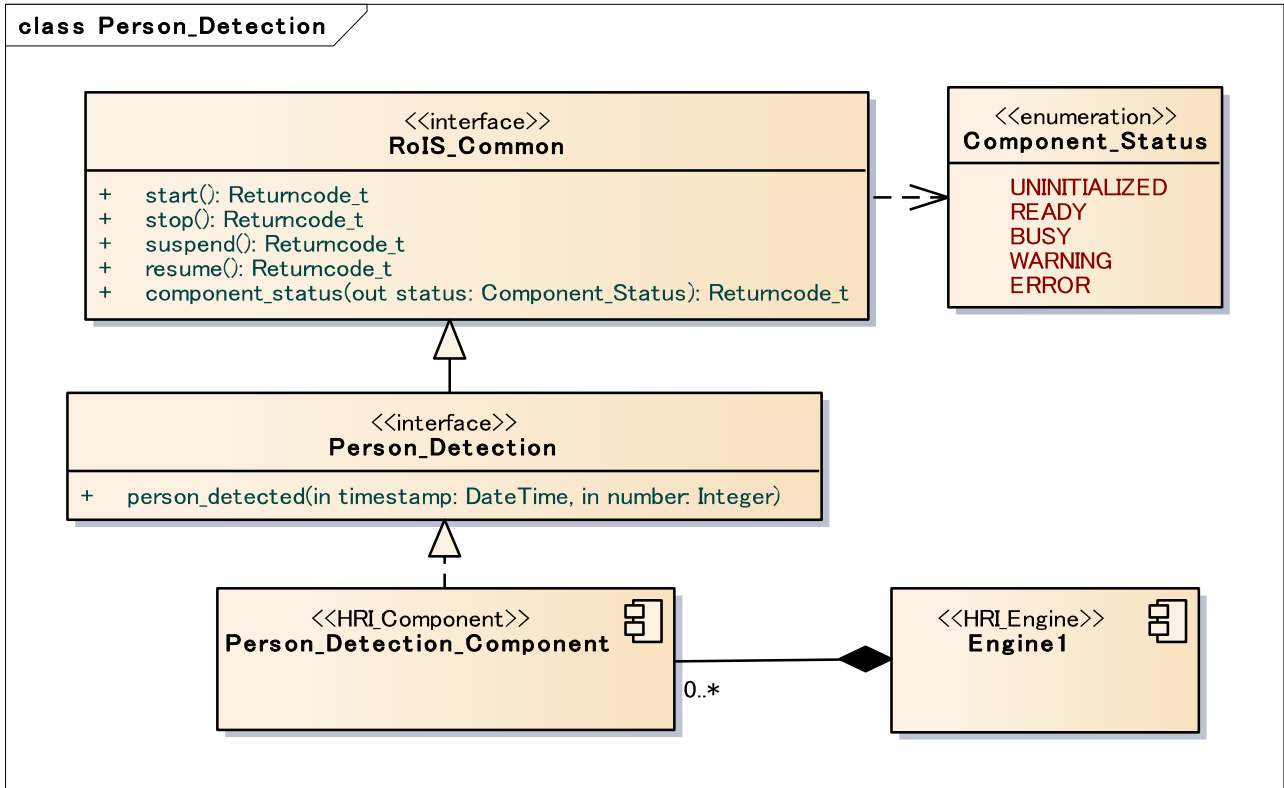 class Person_Detection
<<interface>>
RoIS_Common
+ start(): Returncode_t
+ stop(): Returncode_t
+ suspend(): Returncode_t
+ resume(): Returncode_t
+ component_status(out status: Component_Status): Returncode_t
<<enumeration>>
Component_Status
UNINITIALIZED
READY
BUSY
WARNING
ERROR
<<interface>>
Person_Detection
+ person_detected(in timestamp: DateTime, in number: Integer)
<<HRI_Component>>
Person_Detection_Component
0..*
<<HRI_Engine>>
Engine1